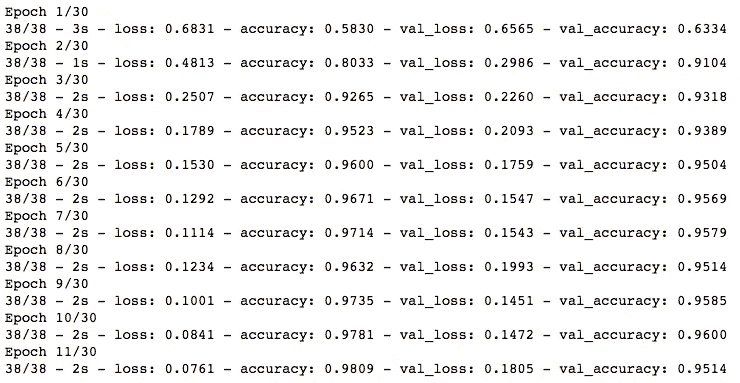 Epoch 1/30
38/38 - 3s - loss: 0.6831 - accuracy: 0.5830 - val_loss: 0.6565 - val_accuracy: 0.6334
Epoch 2/30
38/38 - 1s - loss: 0.4813 - accuracy: 0.8033 - val_loss: 0.2986 - val_accuracy: 0.9104
Epoch 3/30
38/38 - 2s - loss: 0.2507 - accuracy: 0.9265 - val_loss: 0.2260 - val_accuracy: 0.9318
Epoch 4/30
38/38 - 2s - loss: 0.1789 - accuracy: 0.9523 - val_loss: 0.2093 - val_accuracy: 0.9389
Epoch 5/30
38/38 - 2s - loss: 0.1530 - accuracy: 0.9600 - val_loss: 0.1759 - val_accuracy: 0.9504
Epoch 6/30
38/38 - 2s - loss: 0.1292 - accuracy: 0.9671 - val_loss: 0.1547 - val_accuracy: 0.9569
Epoch 7/30
38/38 - 2s - loss: 0.1114 - accuracy: 0.9714 - val_loss: 0.1543 - val_accuracy: 0.9579
Epoch 8/30
38/38 - 2s - loss: 0.1234 - accuracy: 0.9632 - val_loss: 0.1993 - val_accuracy: 0.9514
Epoch 9/30
38/38 - 2s - loss: 0.1001 - accuracy: 0.9735 - val_loss: 0.1451 - val_accuracy: 0.9585
Epoch 10/30
38/38 - 2s - loss: 0.0841 - accuracy: 0.9781 - val_loss: 0.1472 - val_accuracy: 0.9600
Epoch 11/30
38/38 - 2s - loss: 0.0761 - accuracy: 0.9809 - val_loss: 0.1805 - val_accuracy: 0.9514